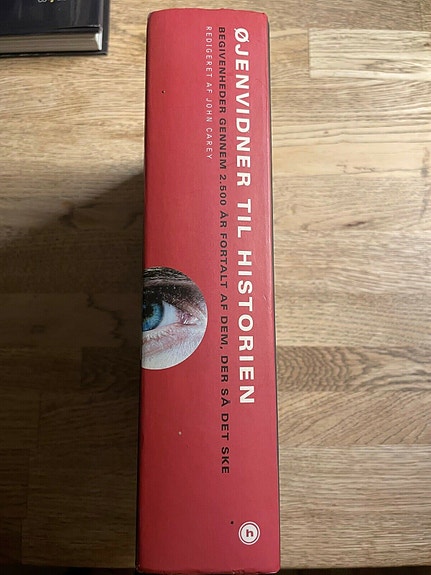 ØJENVIDNER TIL HISTORIEN
BEGIVENHEDER GENNEM 2.500 ÅR FORTALT AF DEM, DER SÅ DET SKE
REDIGERET AF JOHN CAREY